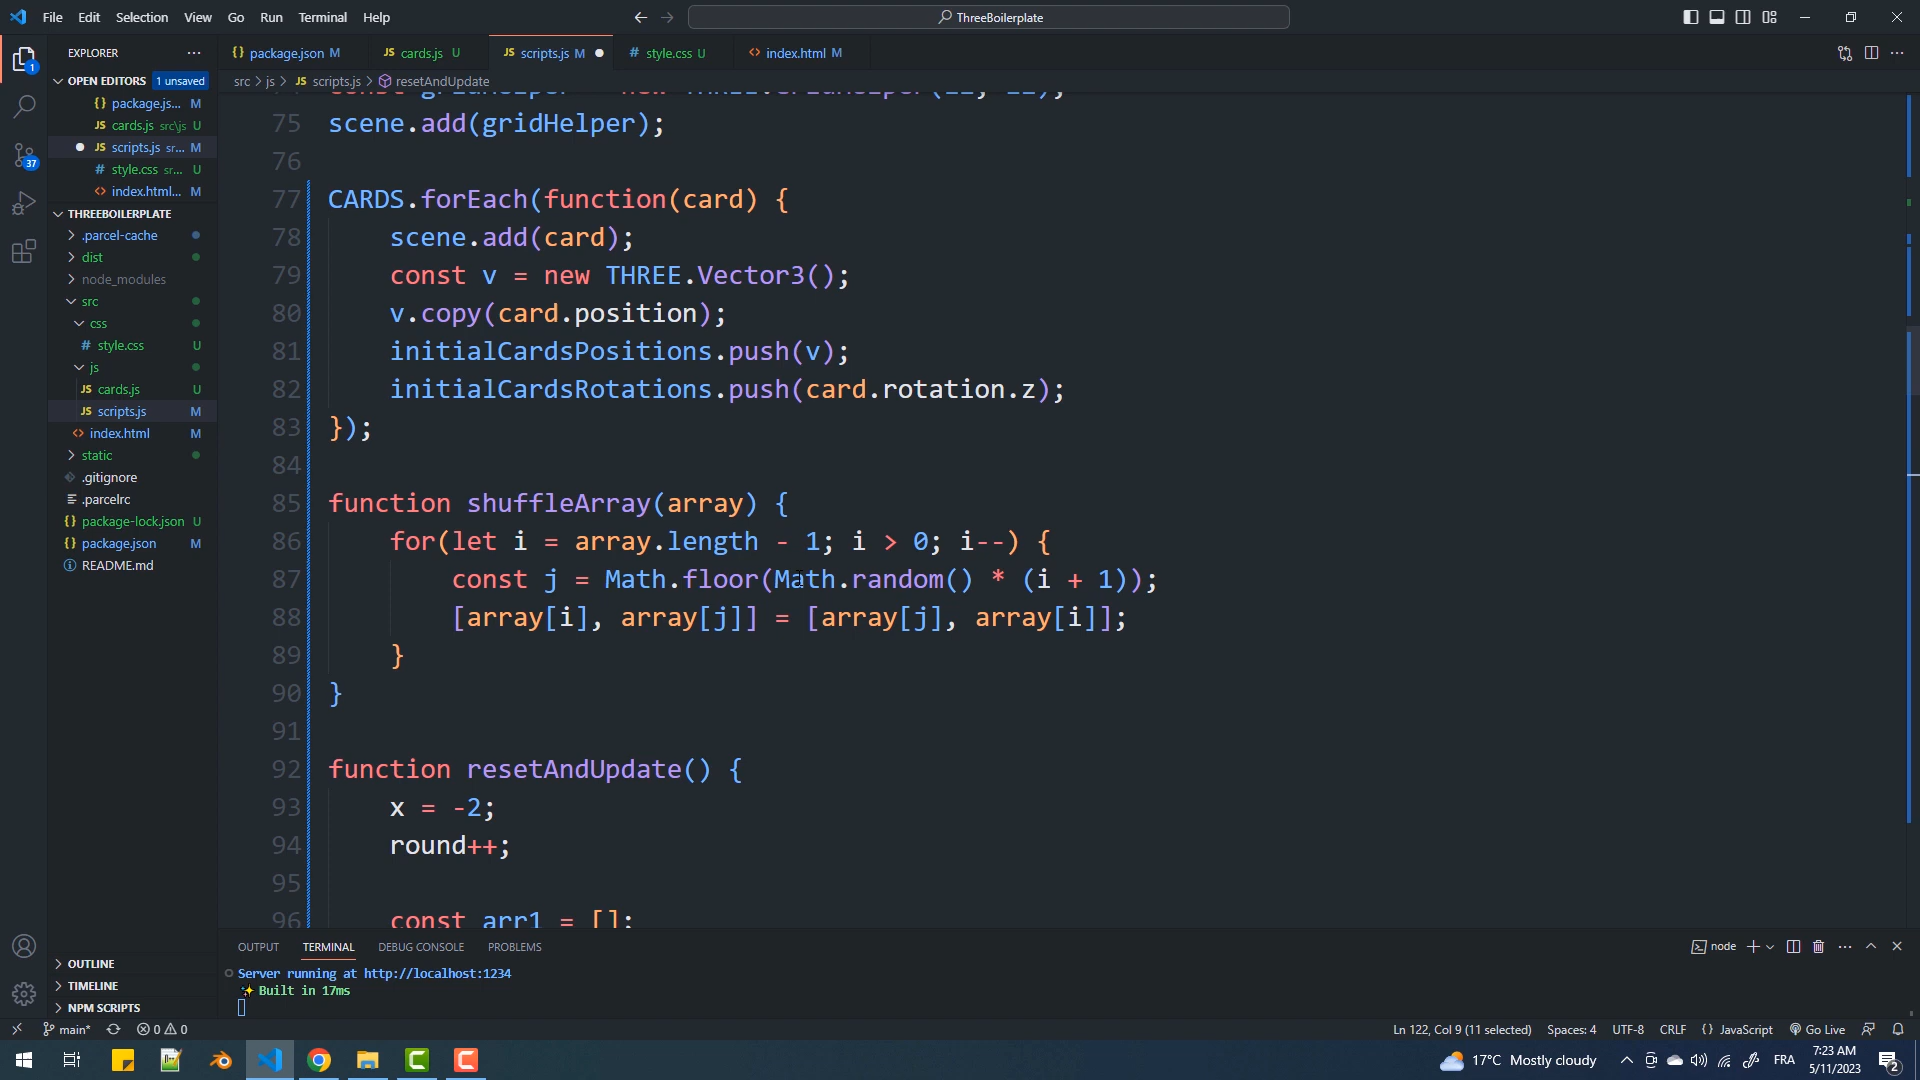 File Edit Selection View Go Run Terminal Help
ThreeBoilerplate
EXPLORER
OPEN EDITORS 1 unsaved
{} package.js... M
JS cards.js src\js U
JS scripts.js sr... M
# style.css sr... U
<> index.html... M
THREEBOILERPLATE
.parcel-cache
dist
node_modules
src
css
# style.css U
js
JS cards.js U
JS scripts.js M
<> index.html M
static
.gitignore
.parcelrc
{} package-lock.json U
{} package.json M
README.md
OUTLINE
TIMELINE
NPM SCRIPTS
{} package.json M JS cards.js U JS scripts.js M # style.css U <> index.html M
src > js > JS scripts.js > resetAndUpdate
75 scene.add(gridHelper);
76
77 CARDS.forEach(function(card) {
78 scene.add(card);
79 const v = new THREE.Vector3();
80 v.copy(card.position);
81 initialCardsPositions.push(v);
82 initialCardsRotations.push(card.rotation.z);
83 });
84
85 function shuffleArray(array) {
86 for(let i = array.length - 1; i > 0; i--) {
87 const j = Math.floor(Math.random() * (i + 1));
88 [array[i], array[j]] = [array[j], array[i]];
89 }
90 }
91
92 function resetAndUpdate() {
93 x = -2;
94 round++;
95
96 const arr1 = [];
OUTPUT TERMINAL DEBUG CONSOLE PROBLEMS
node
Server running at http://localhost:1234
✨ Built in 17ms
1
37
main* 0 0
Ln 122, Col 9 (11 selected) Spaces: 4 UTF-8 CRLF {} JavaScript Go Live
17°C Mostly cloudy
FRA
7:23 AM
5/11/2023
2